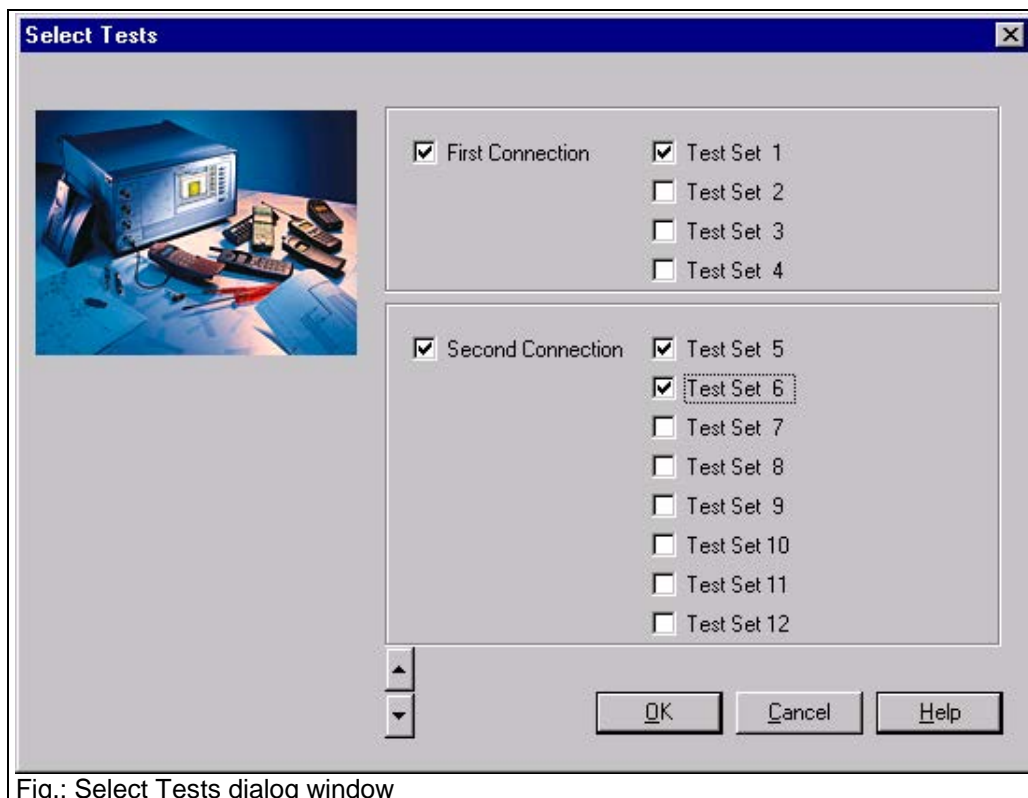 Select Tests
First Connection
Test Set 1
Test Set 2
Test Set 3
Test Set 4
Second Connection
Test Set 5
Test Set 6
Test Set 7
Test Set 8
Test Set 9
Test Set 10
Test Set 11
Test Set 12
OK
Cancel
Help
Fig.: Select Tests dialog window